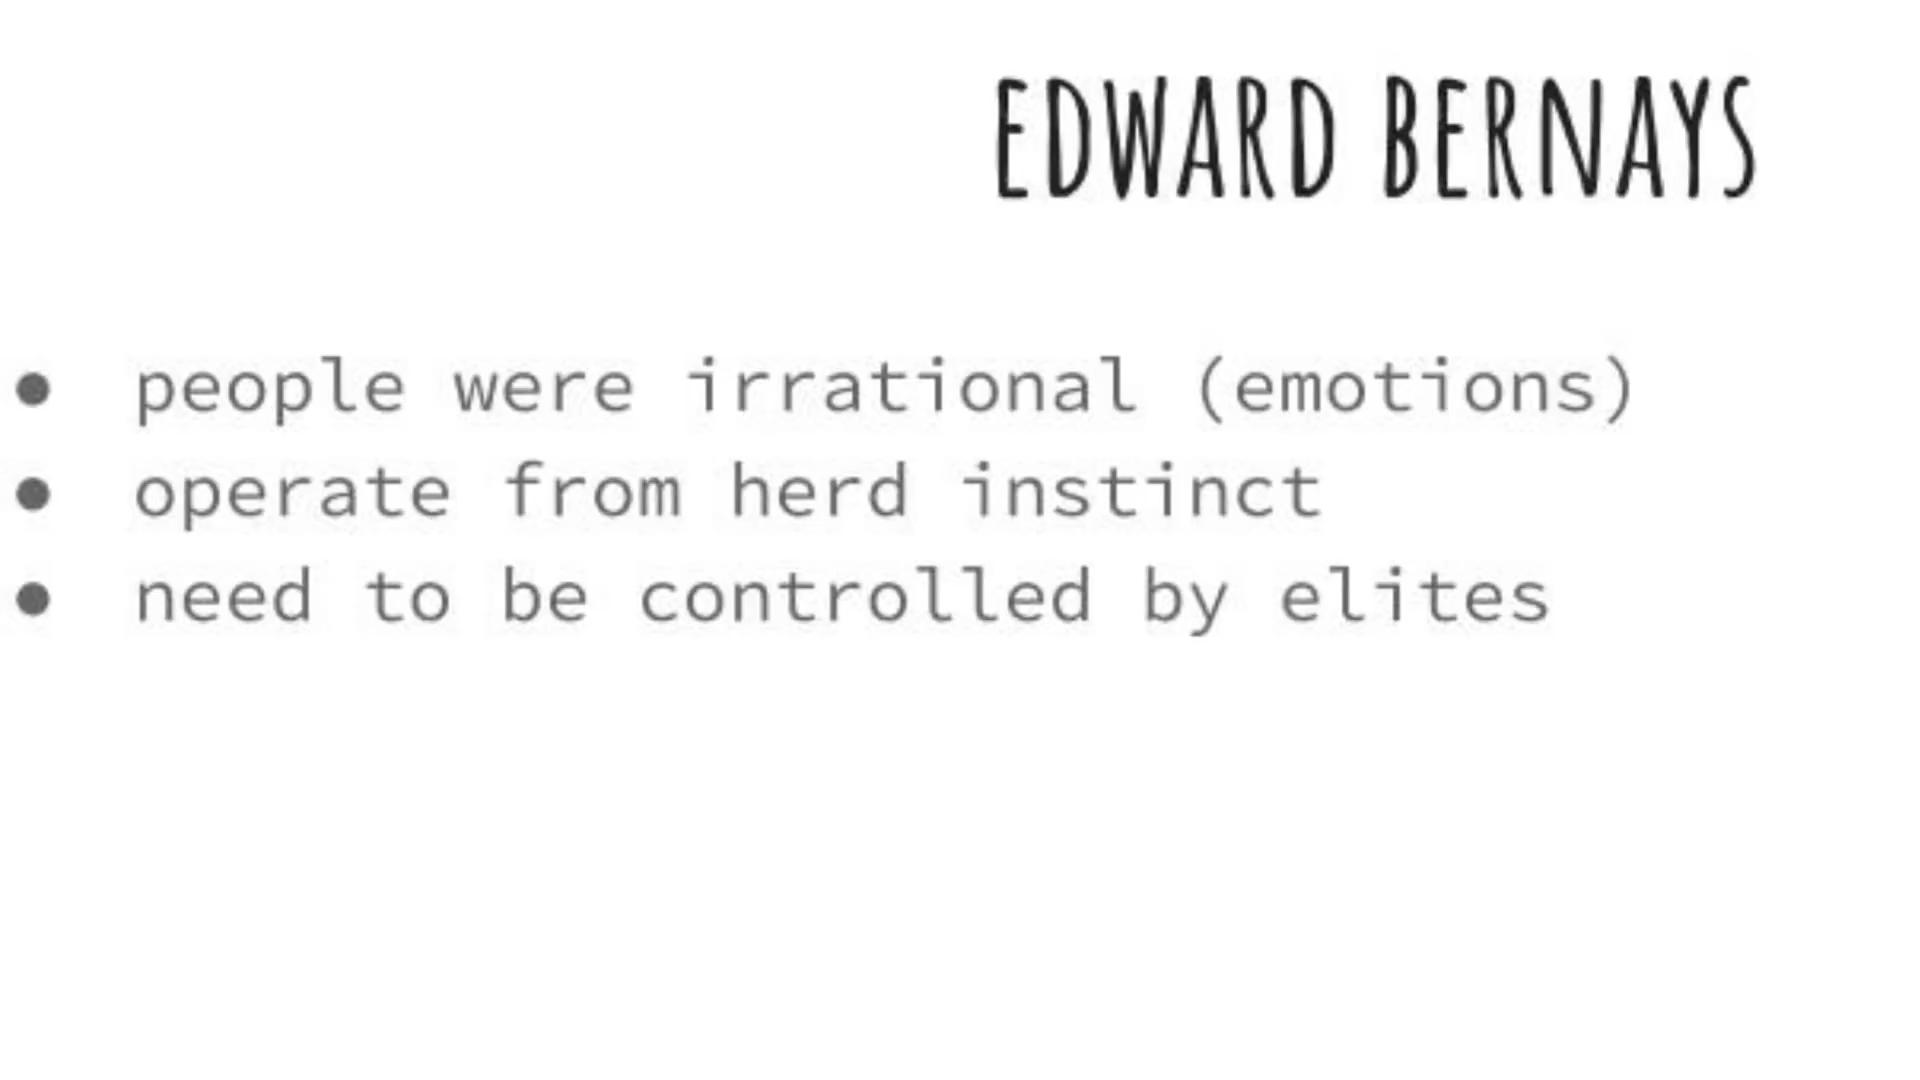 EDWARD BERNAYS
● people were irrational (emotions)
● operate from herd instinct
● need to be controlled by elites